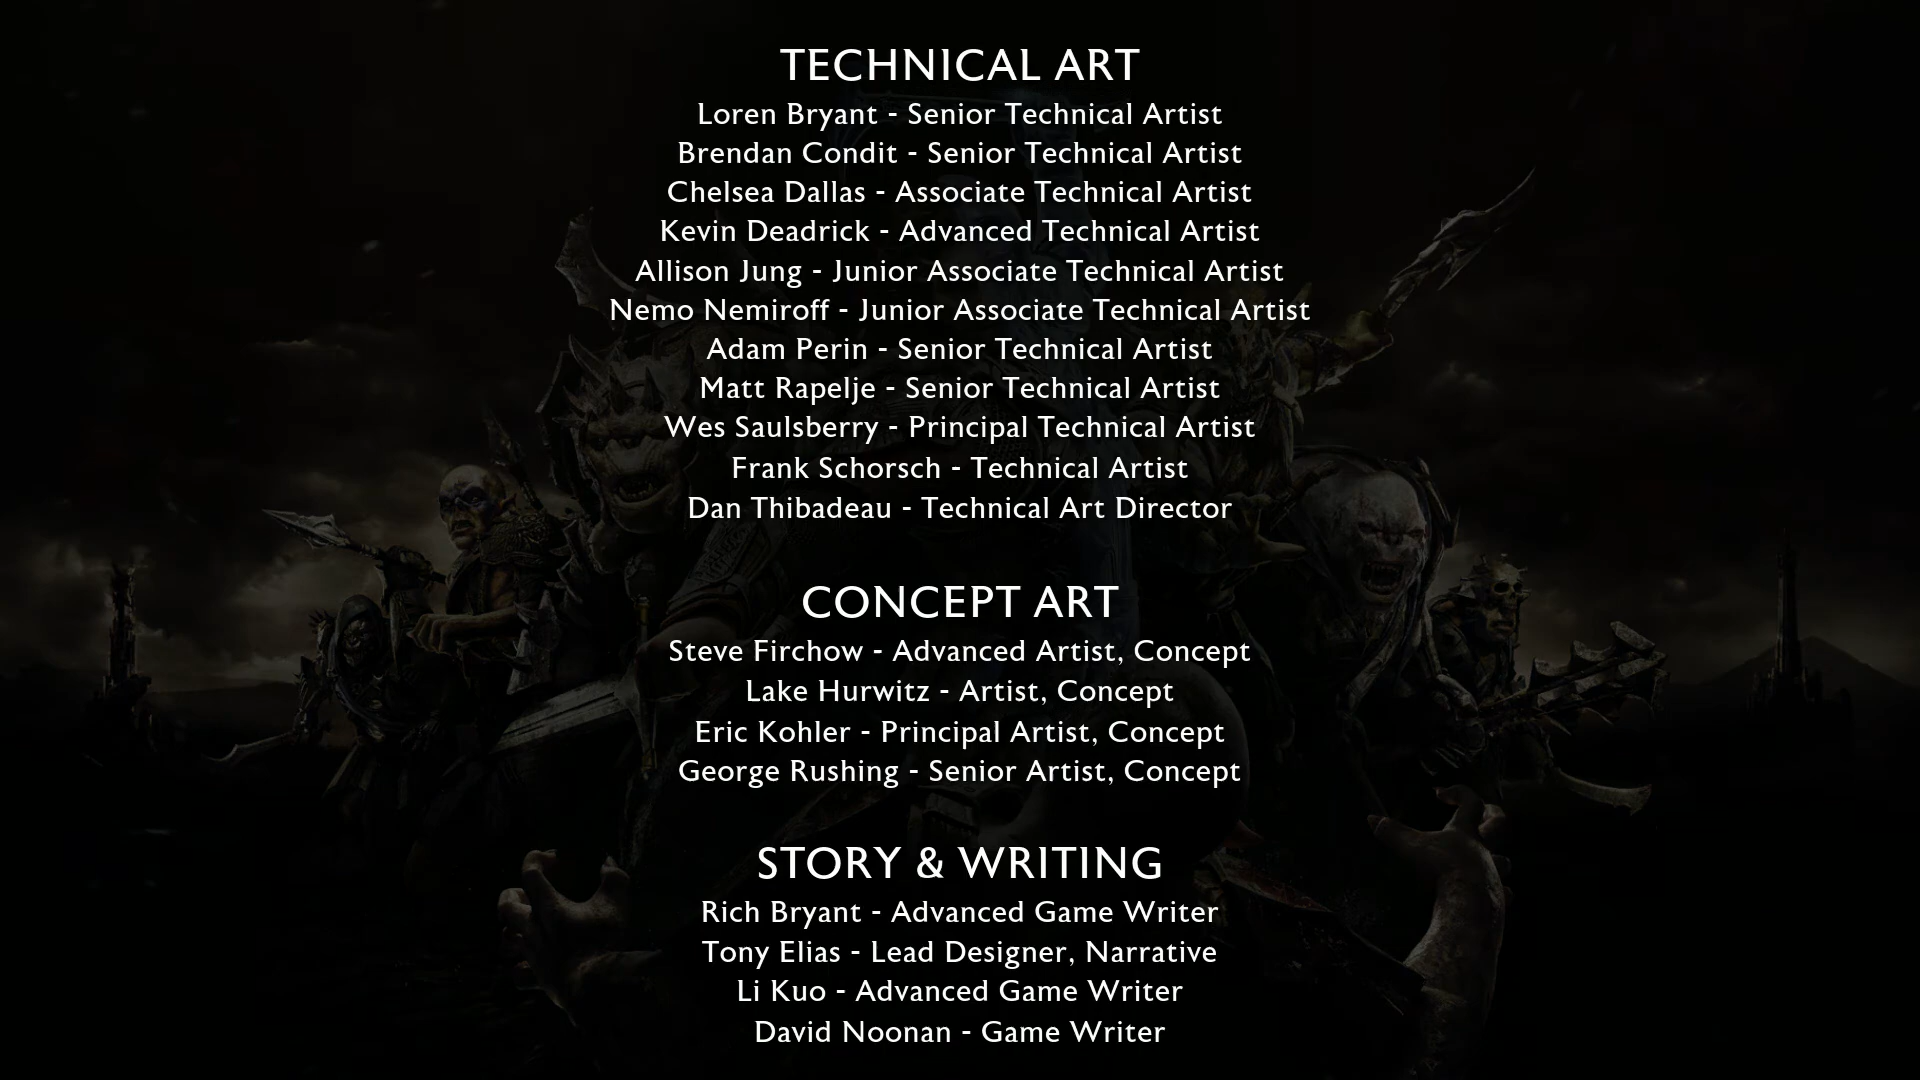 TECHNICAL ART
Loren Bryant - Senior Technical Artist
Brendan Condit - Senior Technical Artist
Chelsea Dallas - Associate Technical Artist
Kevin Deadrick - Advanced Technical Artist
Allison Jung - Junior Associate Technical Artist
Nemo Nemiroff - Junior Associate Technical Artist
Adam Perin - Senior Technical Artist
Matt Rapelje - Senior Technical Artist
Wes Saulsberry - Principal Technical Artist
Frank Schorsch - Technical Artist
Dan Thibadeau - Technical Art Director
CONCEPT ART
Steve Firchow - Advanced Artist, Concept
Lake Hurwitz - Artist, Concept
Eric Kohler - Principal Artist, Concept
George Rushing - Senior Artist, Concept
STORY & WRITING
Rich Bryant - Advanced Game Writer
Tony Elias - Lead Designer, Narrative
Li Kuo - Advanced Game Writer
David Noonan - Game Writer